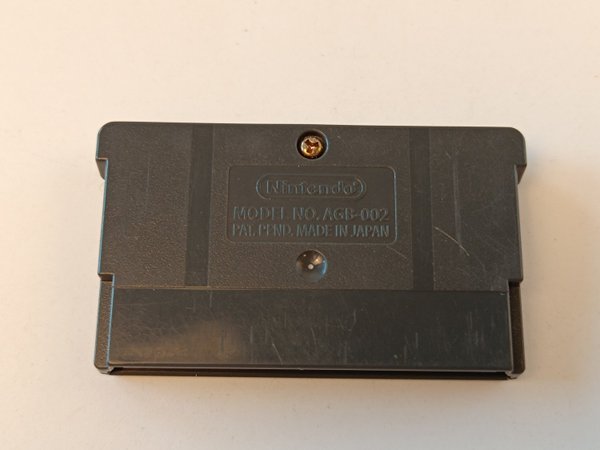 Nintendo®
MODEL NO. AGB-002
PAT. PEND. MADE IN JAPAN